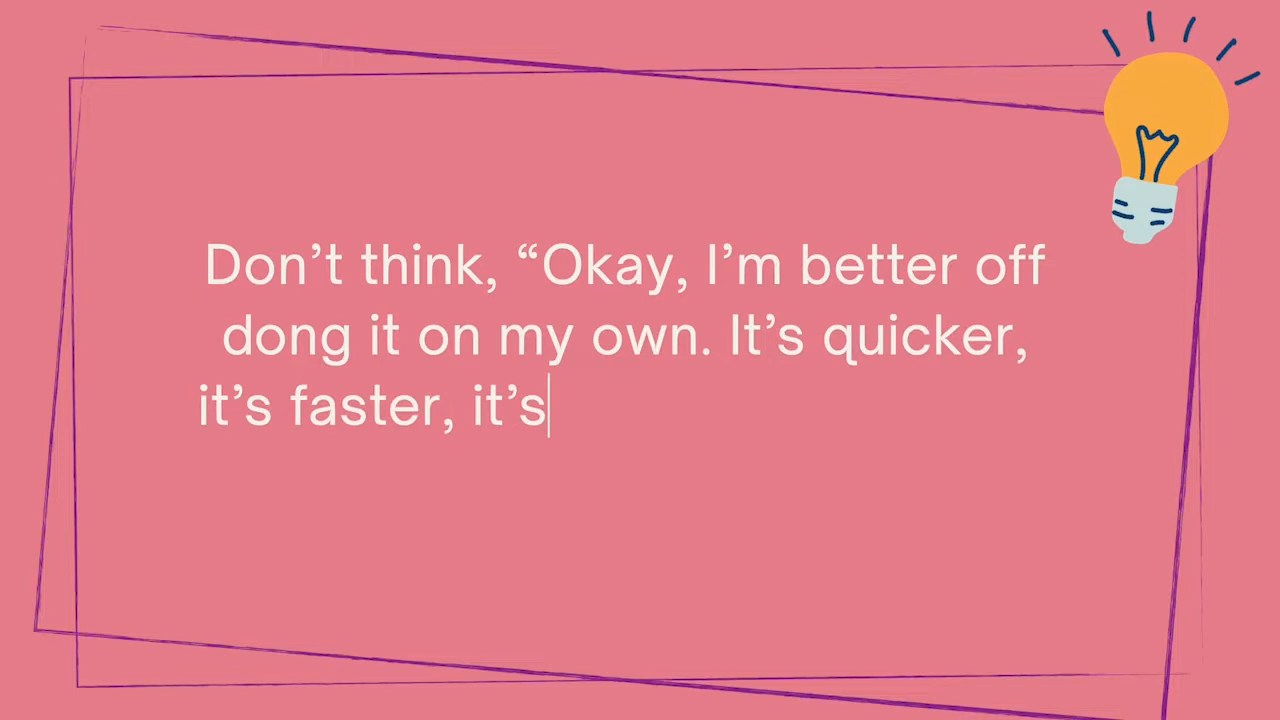 Don’t think, “Okay, I’m better off
dong it on my own. It’s quicker,
it’s faster, it’s